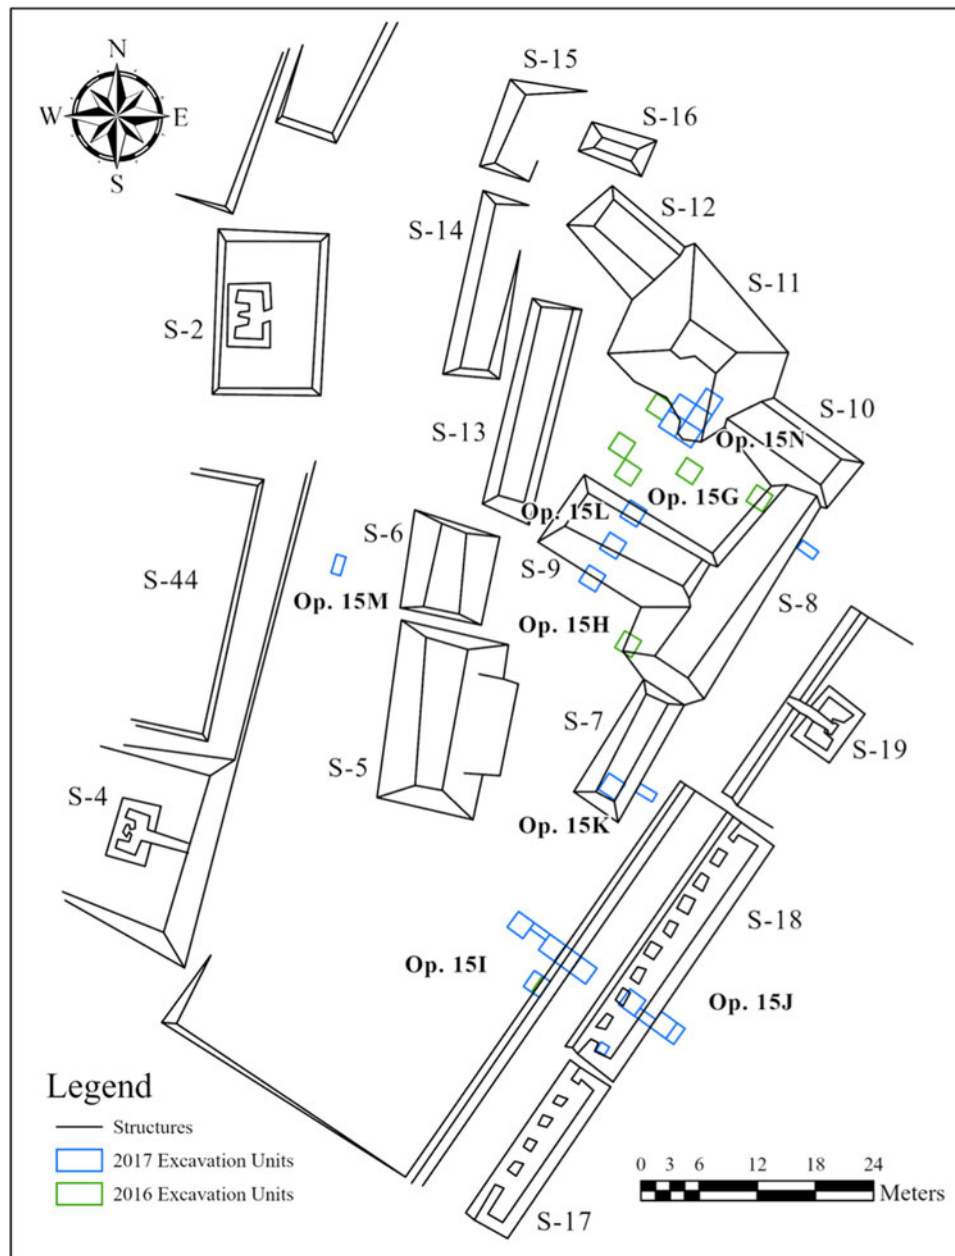 N
W E
S
S-15
S-16
S-12
S-14
S-11
S-2
S-10
S-13
Op. 15N
Op. 15G
Op. 15L
S-6
S-9
S-44
S-8
Op. 15M
Op. 15H
S-7
S-19
S-5
S-4
Op. 15K
S-18
Op. 15I
Op. 15J
Legend
Structures
2017 Excavation Units
2016 Excavation Units
0 3 6 12 18 24
Meters
S-17